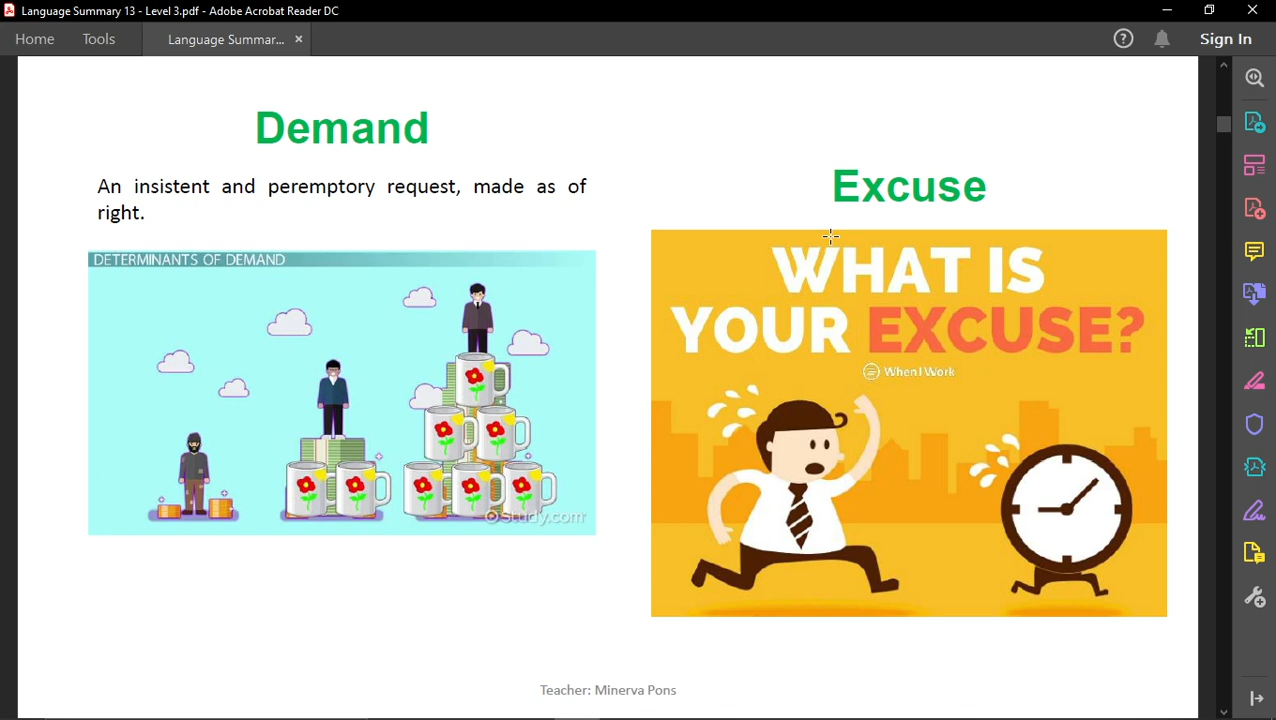 Language Summary 13 - Level 3.pdf - Adobe Acrobat Reader DC
Home
Tools
Language Summar...
Sign In
Demand
An insistent and peremptory request, made as of
right.
DETERMINANTS OF DEMAND
Study.com
Excuse
WHAT IS
YOUR EXCUSE?
When I Work
Teacher: Minerva Pons